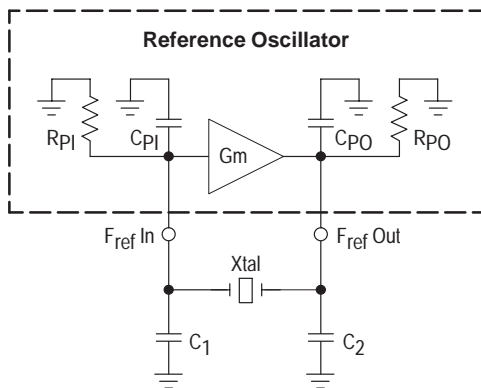 Reference Oscillator
RPI
CPI
Gm
CPO
RPO
Fref In
Fref Out
Xtal
C1
C2